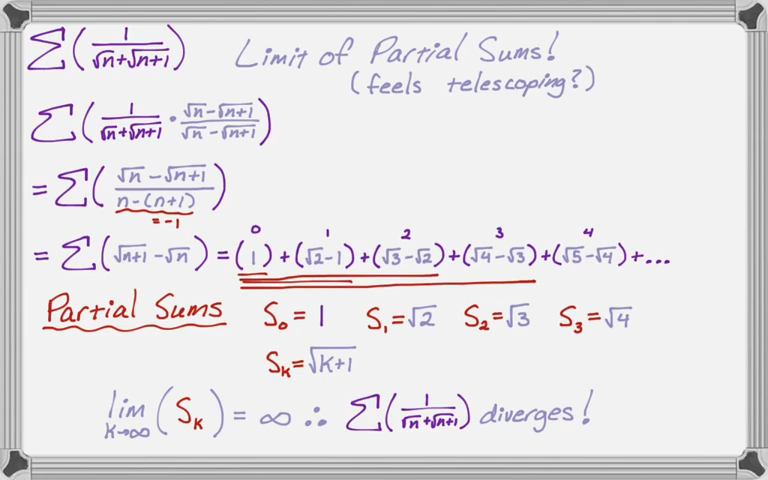 ∑(1/(√n+√n+1)) Limit of Partial Sums!
(feels telescoping?)
∑(1/(√n+√n+1) · (√n-√n+1)/(√n-√n+1))
= ∑((√n-√n+1)/(n-(n+1)))
= -1
0 1 2 3 4
= ∑(√n+1 - √n) = (1) + (√2-1) + (√3-√2) + (√4-√3) + (√5-√4) + ...
Partial Sums S₀ = 1 S₁ = √2 S₂ = √3 S₃ = √4
Sₖ = √k+1
lim k→∞ (Sₖ) = ∞ ∴ ∑(1/(√n+√n+1)) diverges!